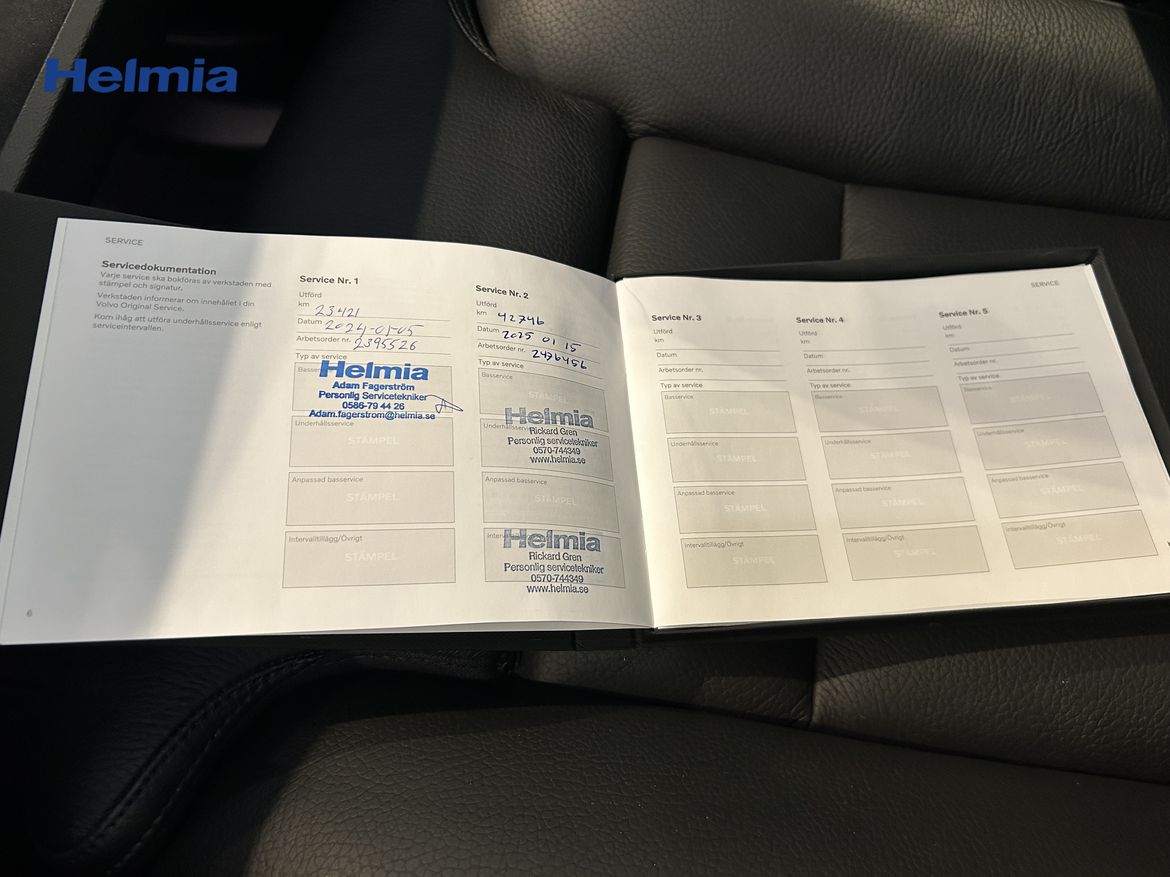 Helmia
SERVICE
Servicedokumentation
Varje service ska bokföras av verkstaden med
stämpel och signatur.
Verkstaden informerar om innehållet i din
Volvo Original Service.
Kom ihåg att utföra underhållsservice enligt
serviceintervallen.
6
Service Nr. 1
Utförd
km 23421
Datum 2024-01-05
Arbetsorder nr. 2395526
Typ av service
Helmia
Adam Fagerström
Personlig Servicetekniker
0586-79 44 26
Adam.fagerstrom@helmia.se
Underhållsservice
STÄMPEL
Anpassad basservice
STÄMPEL
Intervalltillägg/Övrigt
STÄMPEL
Service Nr. 2
Utförd
km 42746
Datum 2025 01 15
Arbetsorder nr. 2476456
Typ av service
Basservice
STÄMPEL
Helmia
Rickard Gren
Personlig servicetekniker
0570-744349
www.helmia.se
Anpassad basservice
STÄMPEL
Helmia
Rickard Gren
Personlig servicetekniker
0570-744349
www.helmia.se
SERVICE
Service Nr. 3
Utförd
km
Datum
Arbetsorder nr.
Typ av service
Basservice
STÄMPEL
Underhållsservice
STÄMPEL
Anpassad basservice
STÄMPEL
Intervalltillägg/Övrigt
STÄMPEL
Service Nr. 4
Utförd
km
Datum
Arbetsorder nr.
Typ av service
Basservice
STÄMPEL
Underhållsservice
STÄMPEL
Anpassad basservice
STÄMPEL
Intervalltillägg/Övrigt
STÄMPEL
Service Nr. 5
Utförd
km
Datum
Arbetsorder nr.
Typ av service
Basservice
STÄMPEL
Underhållsservice
STÄMPEL
Anpassad basservice
STÄMPEL
Intervalltillägg/Övrigt
STÄMPEL